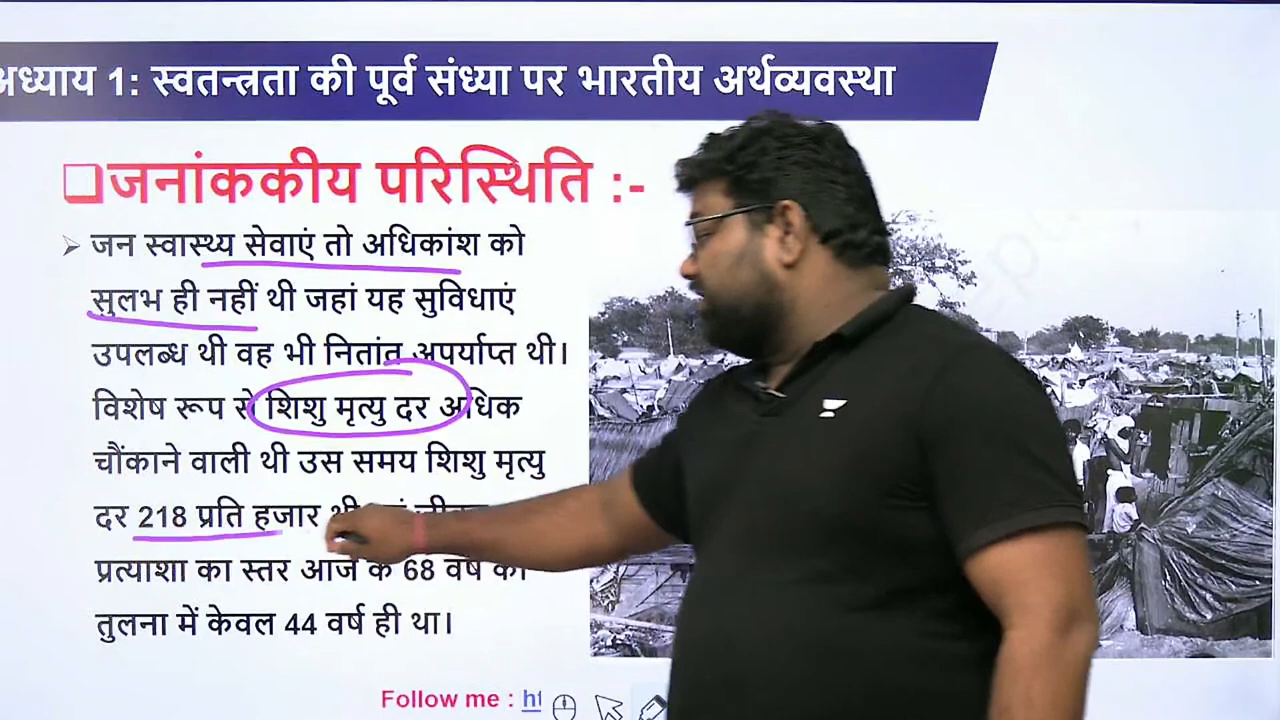 अध्याय 1: स्वतन्त्रता की पूर्व संध्या पर भारतीय अर्थव्यवस्था
जनांककीय परिस्थिति :-
जन स्वास्थ्य सेवाएं तो अधिकांश को
सुलभ ही नहीं थी जहां यह सुविधाएं
उपलब्ध थी वह भी नितांत अपर्याप्त थी।
विशेष रूप से शिशु मृत्यु दर अधिक
चौंकाने वाली थी उस समय शिशु मृत्यु
दर 218 प्रति हजार
प्रत्याशा का स्तर आज के 68 वर्ष की
तुलना में केवल 44 वर्ष ही था।
Follow me :